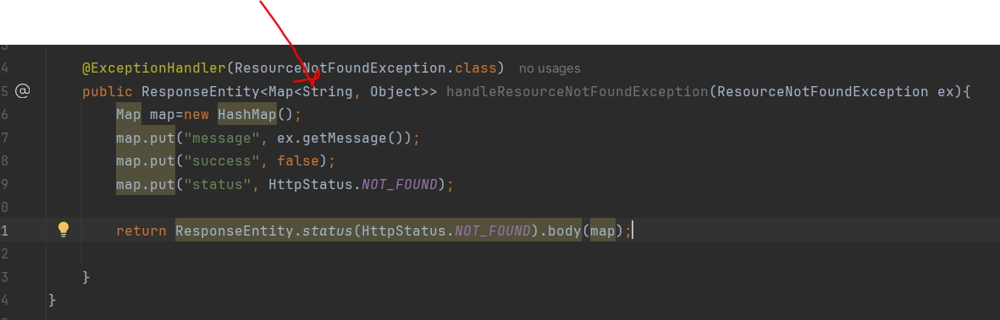 3
4 @ExceptionHandler(ResourceNotFoundException.class) no usages
5 @ public ResponseEntity<Map<String, Object>> handleResourceNotFoundException(ResourceNotFoundException ex){
6 Map map=new HashMap();
7 map.put("message", ex.getMessage());
8 map.put("success", false);
9 map.put("status", HttpStatus.NOT_FOUND);
0
1 return ResponseEntity.status(HttpStatus.NOT_FOUND).body(map);
2
3 }
4 }